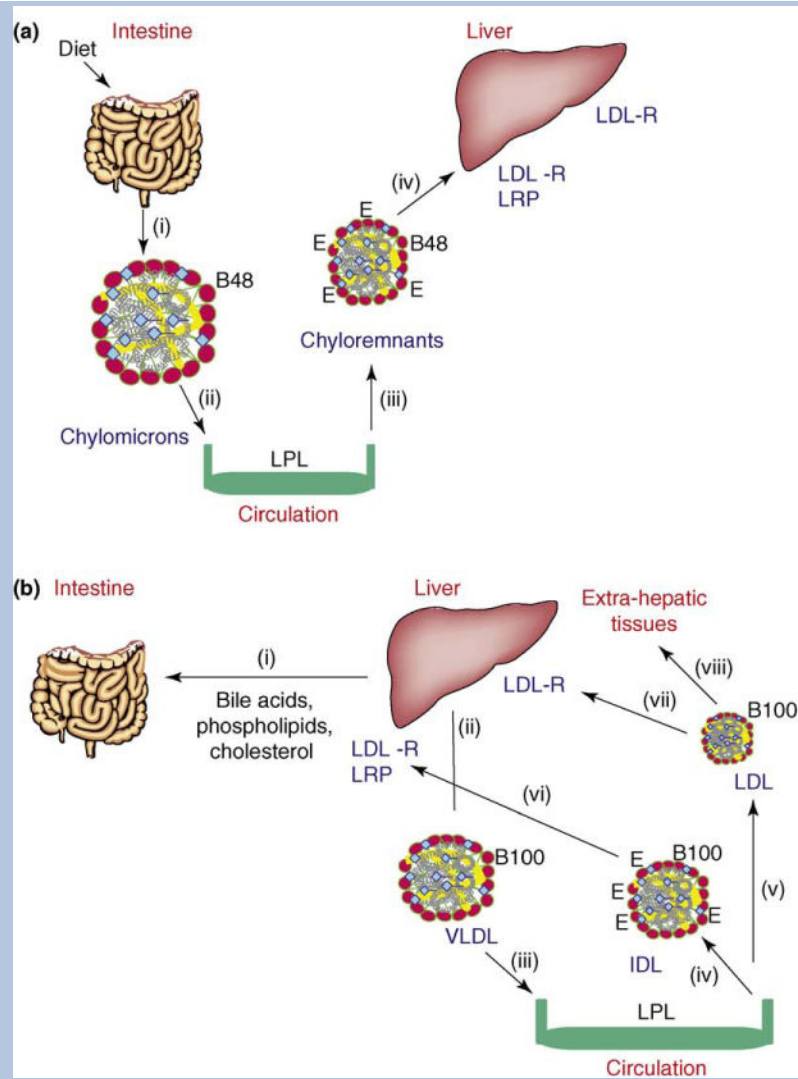 (a)
Intestine
Liver
Diet
LDL-R
LDL -R
LRP
(iv)
E
(i)
E
B48
B48
E
E
Chyloremnants
(ii)
(iii)
Chylomicrons
LPL
Circulation
(b)
Intestine
Liver
Extra-hepatic
tissues
(i)
(viii)
LDL-R
(vii)
B100
Bile acids,
phospholipids,
cholesterol
(ii)
LDL -R
LRP
LDL
(vi)
B100
E
B100
E
(v)
E
E
VLDL
IDL
(iii)
(iv)
LPL
Circulation